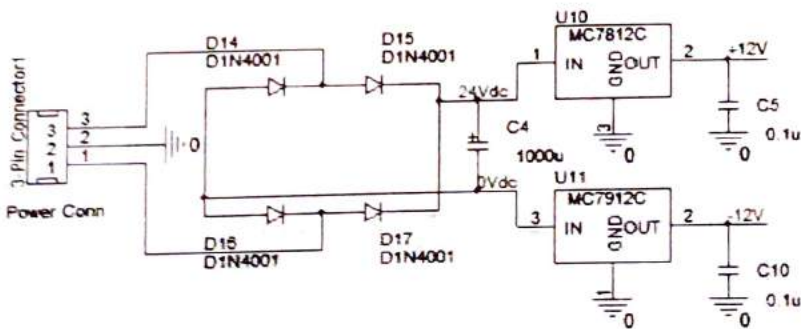 U10
MC7812C
D14
D1N4001
D15
D1N4001
1
IN
GND
OUT
2
+12V
3-Pin Connector1
3
2
1
3
2
1
0
24Vdc
C4
1000u
3
0
C5
0.1u
0
Power Conn
0Vdc
U11
MC7912C
3
IN
GND
OUT
2
-12V
D16
D1N4001
D17
D1N4001
1
0
C10
0.1u
0